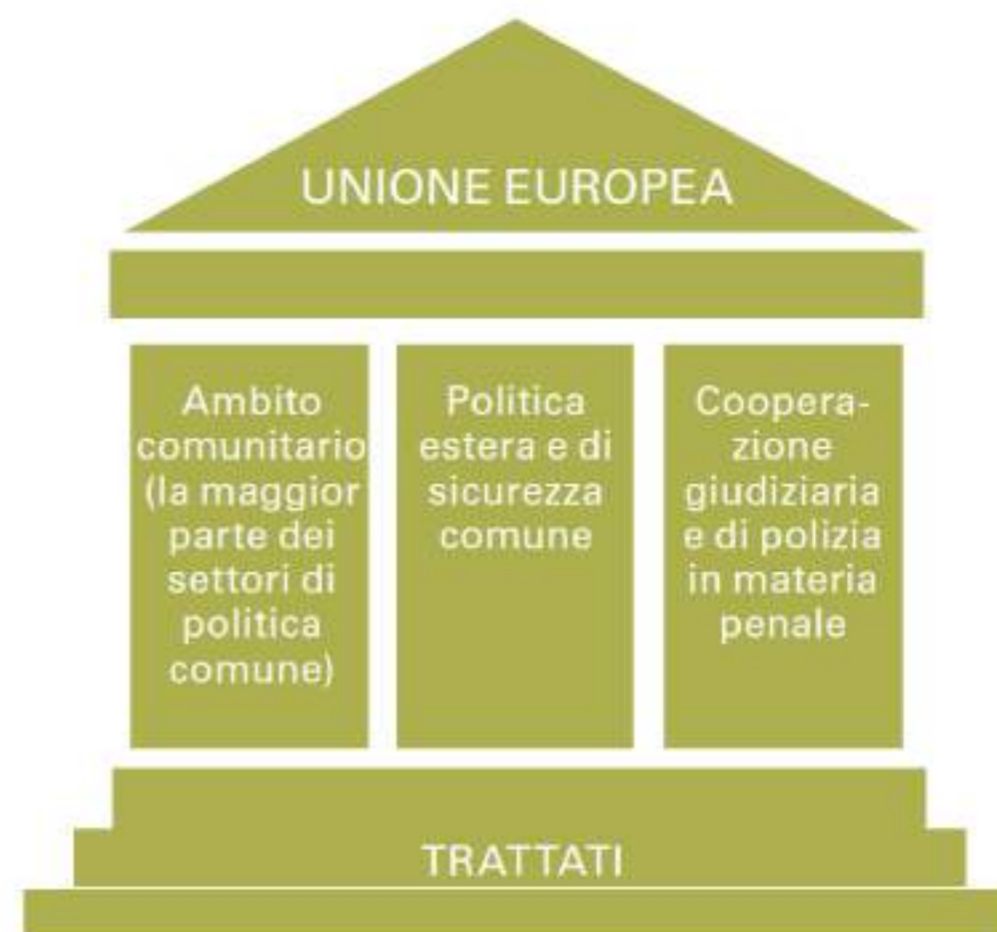 UNIONE EUROPEA
Ambito
comunitario
(la maggior
parte dei
settori di
politica
comune)
Politica
estera e di
sicurezza
comune
Coopera-
zione
giudiziaria
e di polizia
in materia
penale
TRATTATI